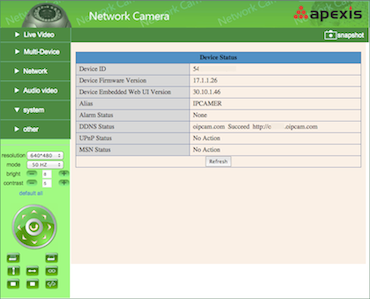 Network Camera
apexis
snapshot
Live Video
Multi-Device
Network
Audio video
system
other
resolution 640*480
mode 50 HZ
bright 8
contrast 5
default all
Device Status
Device ID 54
Device Firmware Version 17.1.1.26
Device Embedded Web UI Version 30.10.1.46
Alias IPCAMER
Alarm Status None
DDNS Status oipcam.com Succeed http://c .oipcam.com
UPnP Status No Action
MSN Status No Action
Refresh